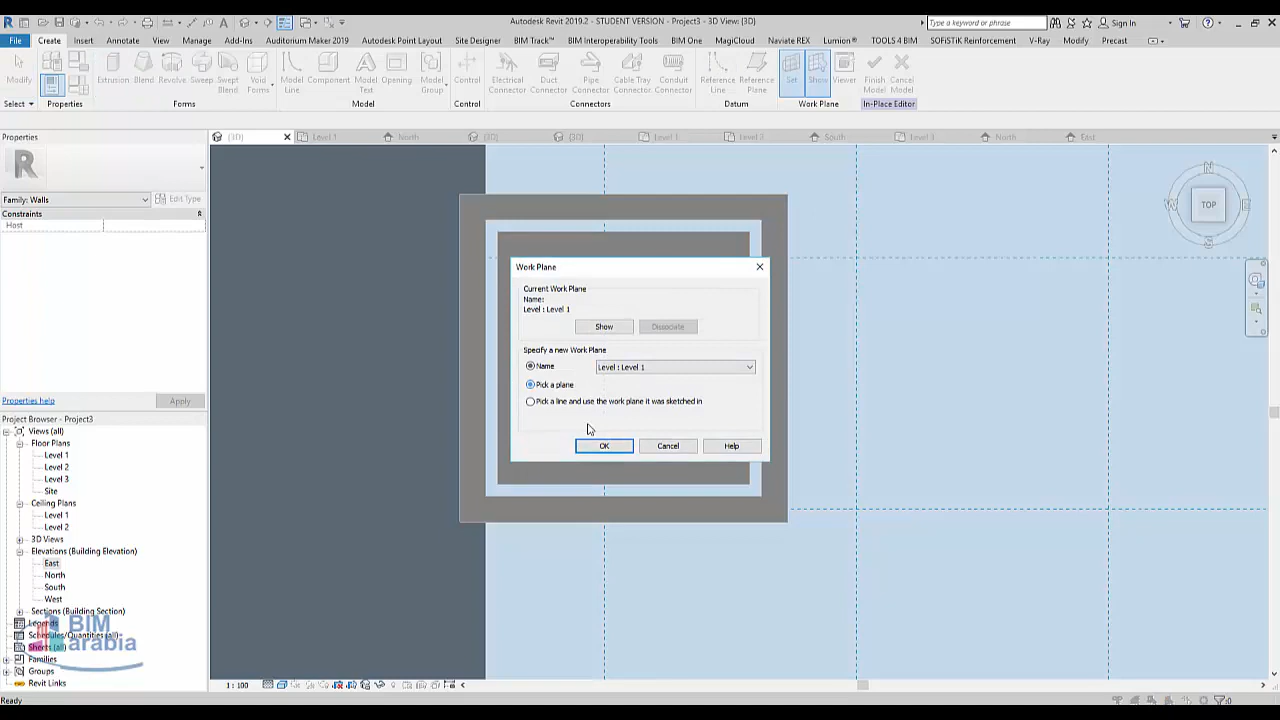 Autodesk Revit 2019.2 - STUDENT VERSION - Project3 - 3D View: {3D}
Type a keyword or phrase
Sign In
File Create Insert Annotate View Manage Add-Ins Auditorium Maker 2019 Autodesk Point Layout Site Designer BIM Track™ BIM Interoperability Tools BIM One MagiCloud Naviate REX Lumion® TOOLS 4 BIM SOFiSTiK Reinforcement V-Ray Modify Precast
Modify Extrusion Blend Revolve Sweep Swept Blend Void Forms Model Line Component Model Text Opening Model Group Control Electrical Connector Duct Connector Pipe Connector Cable Tray Connector Conduit Connector Reference Line Reference Plane Set Show Viewer Finish Model Cancel Model
Select Properties Forms Model Control Connectors Datum Work Plane In-Place Editor
Properties
{3D} Level 1 North {3D} {3D} Level 1 Level 2 South Level 3 North East
Family: Walls
Edit Type
Constraints
Host
N
W TOP E
S
Work Plane
Current Work Plane
Name:
Level : Level 1
Show Dissociate
Specify a new Work Plane
Name Level : Level 1
Pick a plane
Pick a line and use the work plane it was sketched in
OK Cancel Help
Properties help Apply
Project Browser - Project3
Views (all)
Floor Plans
Level 1
Level 2
Level 3
Site
Ceiling Plans
Level 1
Level 2
3D Views
Elevations (Building Elevation)
East
North
South
West
Sections (Building Section)
Legends
Schedules/Quantities (all)
Sheets (all)
Families
Groups
Revit Links
BIM
arabia
1 : 100
Ready
:0